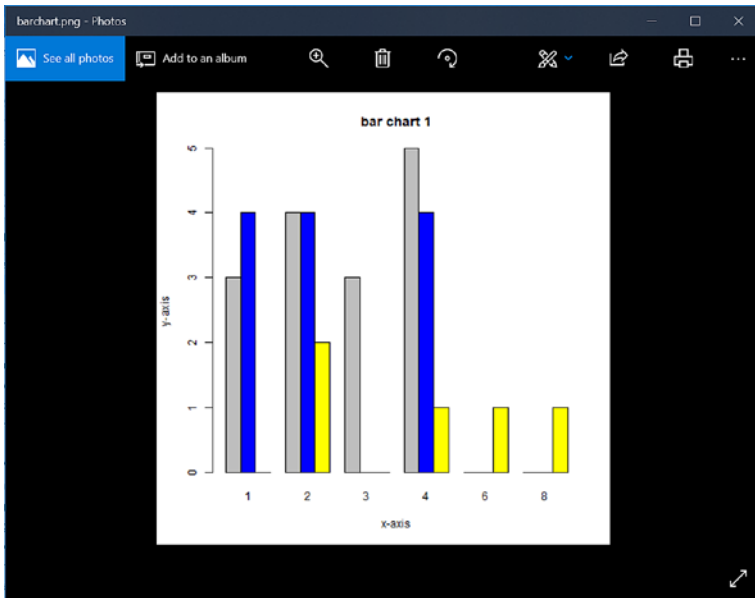 barchart.png - Photos
See all photos
Add to an album
bar chart 1
5
4
3
2
1
0
y-axis
1 2 3 4 6 8
x-axis